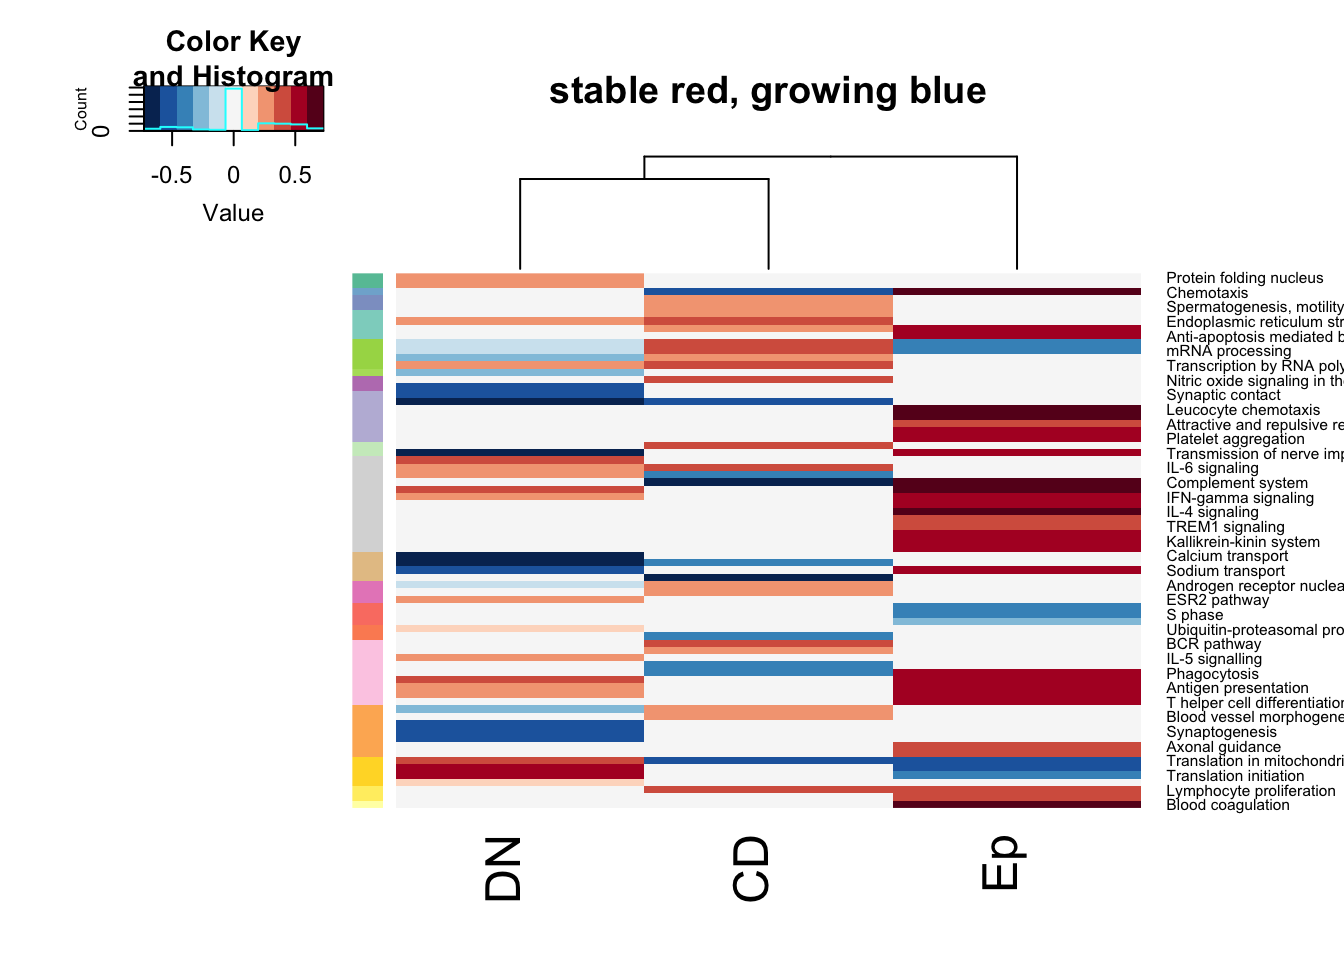 Color Key
and Histogram
Count
0
-0.5 0 0.5
Value
stable red, growing blue
Protein folding nucleus
Chemotaxis
Spermatogenesis, motility
Endoplasmic reticulum str
Anti-apoptosis mediated b
mRNA processing
Transcription by RNA poly
Nitric oxide signaling in the
Synaptic contact
Leucocyte chemotaxis
Attractive and repulsive re
Platelet aggregation
Transmission of nerve imp
IL-6 signaling
Complement system
IFN-gamma signaling
IL-4 signaling
TREM1 signaling
Kallikrein-kinin system
Calcium transport
Sodium transport
Androgen receptor nuclea
ESR2 pathway
S phase
Ubiquitin-proteasomal pro
BCR pathway
IL-5 signalling
Phagocytosis
Antigen presentation
T helper cell differentiation
Blood vessel morphogene
Synaptogenesis
Axonal guidance
Translation in mitochondri
Translation initiation
Lymphocyte proliferation
Blood coagulation
DN
CD
Ep